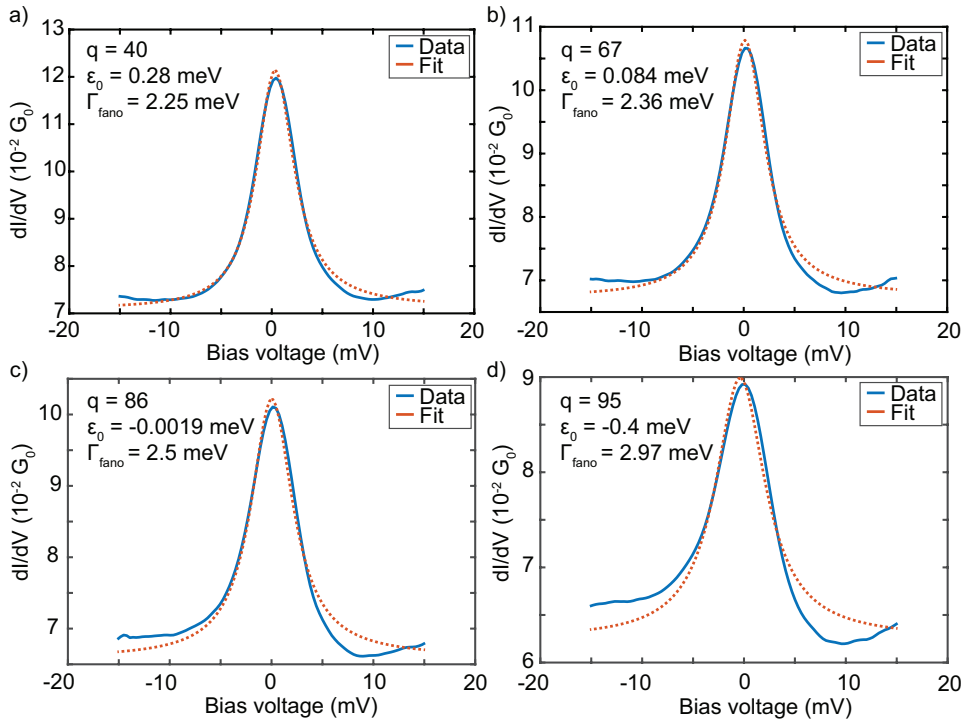 a)
q = 40
ε₀ = 0.28 meV
Γfano = 2.25 meV
Data
Fit
13
12
11
10
9
8
7
-20
-10
0
10
20
Bias voltage (mV)
dI/dV (10⁻² G₀)
b)
q = 67
ε₀ = 0.084 meV
Γfano = 2.36 meV
Data
Fit
11
10
9
8
7
-20
-10
0
10
20
Bias voltage (mV)
dI/dV (10⁻² G₀)
c)
q = 86
ε₀ = -0.0019 meV
Γfano = 2.5 meV
Data
Fit
10
9
8
7
-20
-10
0
10
20
Bias voltage (mV)
dI/dV (10⁻² G₀)
d)
q = 95
ε₀ = -0.4 meV
Γfano = 2.97 meV
Data
Fit
9
8
7
6
-20
-10
0
10
20
Bias voltage (mV)
dI/dV (10⁻² G₀)